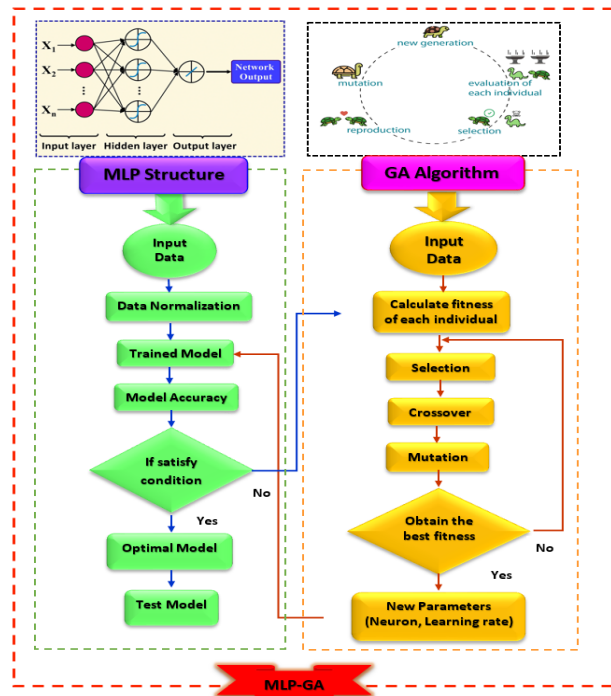 X1
X2
Xn
Network
Output
Input layer
Hidden layer
Output layer
new generation
mutation
evaluation of
each individual
reproduction
selection
MLP Structure
Input
Data
Data Normalization
Trained Model
Model Accuracy
If satisfy
condition
No
Yes
Optimal Model
Test Model
GA Algorithm
Input
Data
Calculate fitness
of each individual
Selection
Crossover
Mutation
Obtain the
best fitness
No
Yes
New Parameters
(Neuron, Learning rate)
MLP-GA